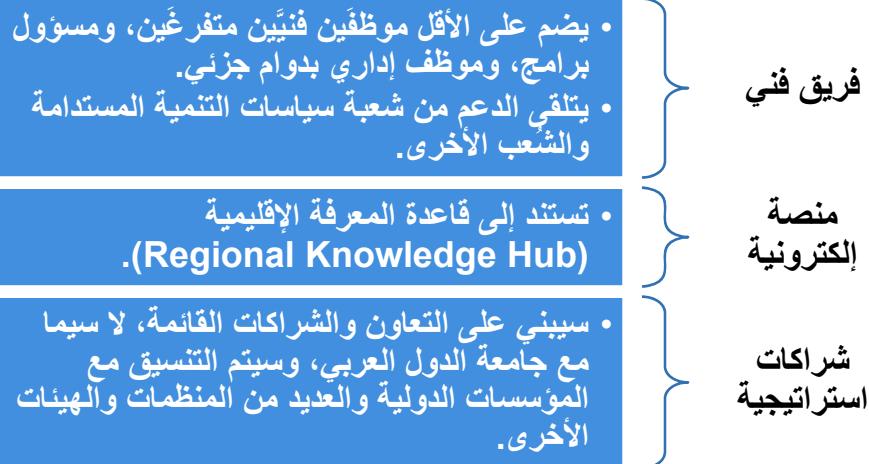 فريق فني
• يضم على الأقل موظفَين فنيَّين متفرغَين، ومسؤول
برامج، وموظف إداري بدوام جزئي.
• يتلقى الدعم من شعبة سياسات التنمية المستدامة
والشُعب الأخرى.
منصة
إلكترونية
• تستند إلى قاعدة المعرفة الإقليمية
(Regional Knowledge Hub).
شراكات
استراتيجية
• سيبني على التعاون والشراكات القائمة، لا سيما
مع جامعة الدول العربي، وسيتم التنسيق مع
المؤسسات الدولية والعديد من المنظمات والهيئات
الأخرى.